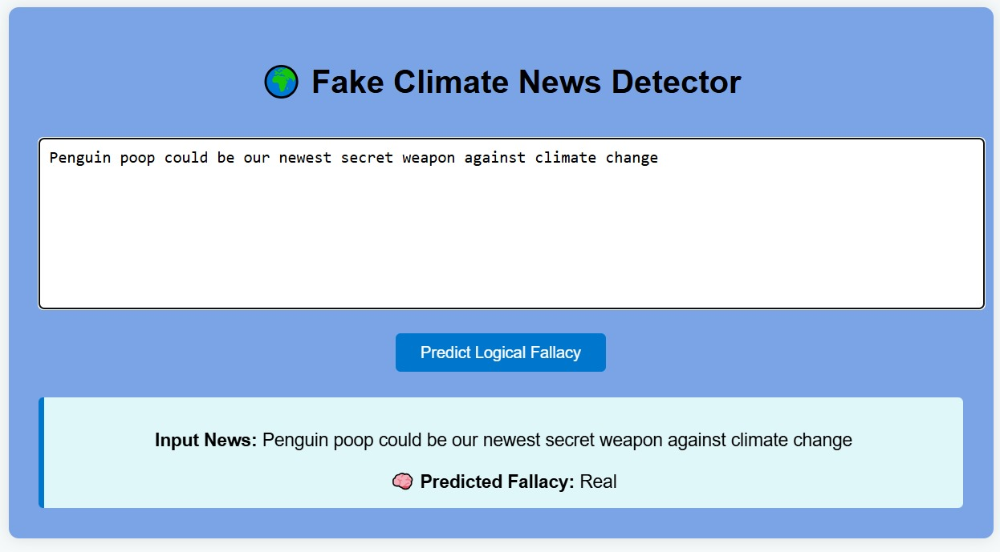 Fake Climate News Detector
Penguin poop could be our newest secret weapon against climate change
Predict Logical Fallacy
Input News: Penguin poop could be our newest secret weapon against climate change
Predicted Fallacy: Real